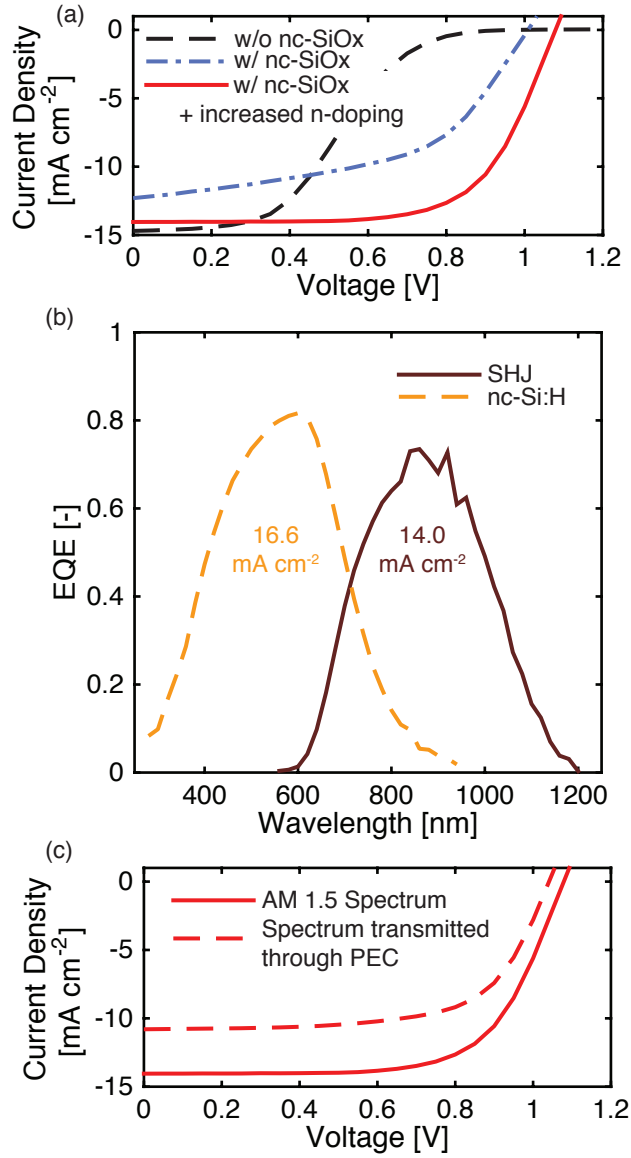 (a)
0
-5
-10
-15
Current Density
[mA cm⁻²]
w/o nc-SiOx
w/ nc-SiOx
w/ nc-SiOx
+ increased n-doping
0 0.2 0.4 0.6 0.8 1 1.2
Voltage [V]
(b)
1
0.8
0.6
0.4
0.2
0
EQE [-]
SHJ
nc-Si:H
16.6
mA cm⁻²
14.0
mA cm⁻²
400 600 800 1000 1200
Wavelength [nm]
(c)
0
-5
-10
-15
Current Density
[mA cm⁻²]
AM 1.5 Spectrum
Spectrum transmitted
through PEC
0 0.2 0.4 0.6 0.8 1 1.2
Voltage [V]